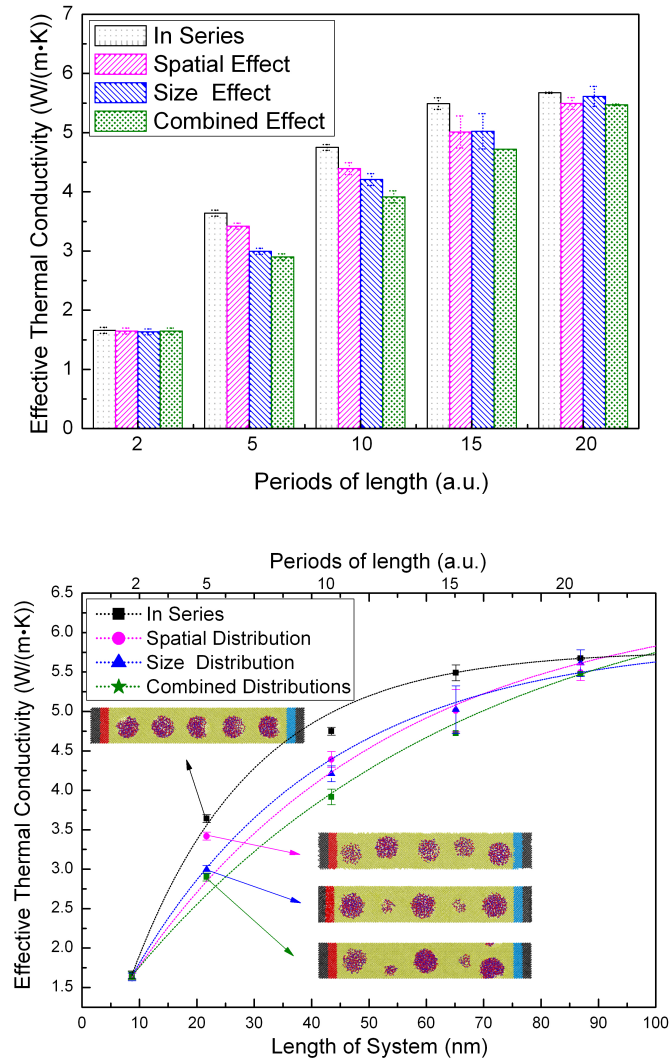 7
6
5
4
3
2
1
0
Effective Thermal Conductivity (W/(m•K))
In Series
Spatial Effect
Size Effect
Combined Effect
2 5 10 15 20
Periods of length (a.u.)
Periods of length (a.u.)
2 5 10 15 20
6.5
6.0
5.5
5.0
4.5
4.0
3.5
3.0
2.5
2.0
1.5
Effective Thermal Conductivity (W/(m•K))
In Series
Spatial Distribution
Size Distribution
Combined Distributions
0 10 20 30 40 50 60 70 80 90 100
Length of System (nm)